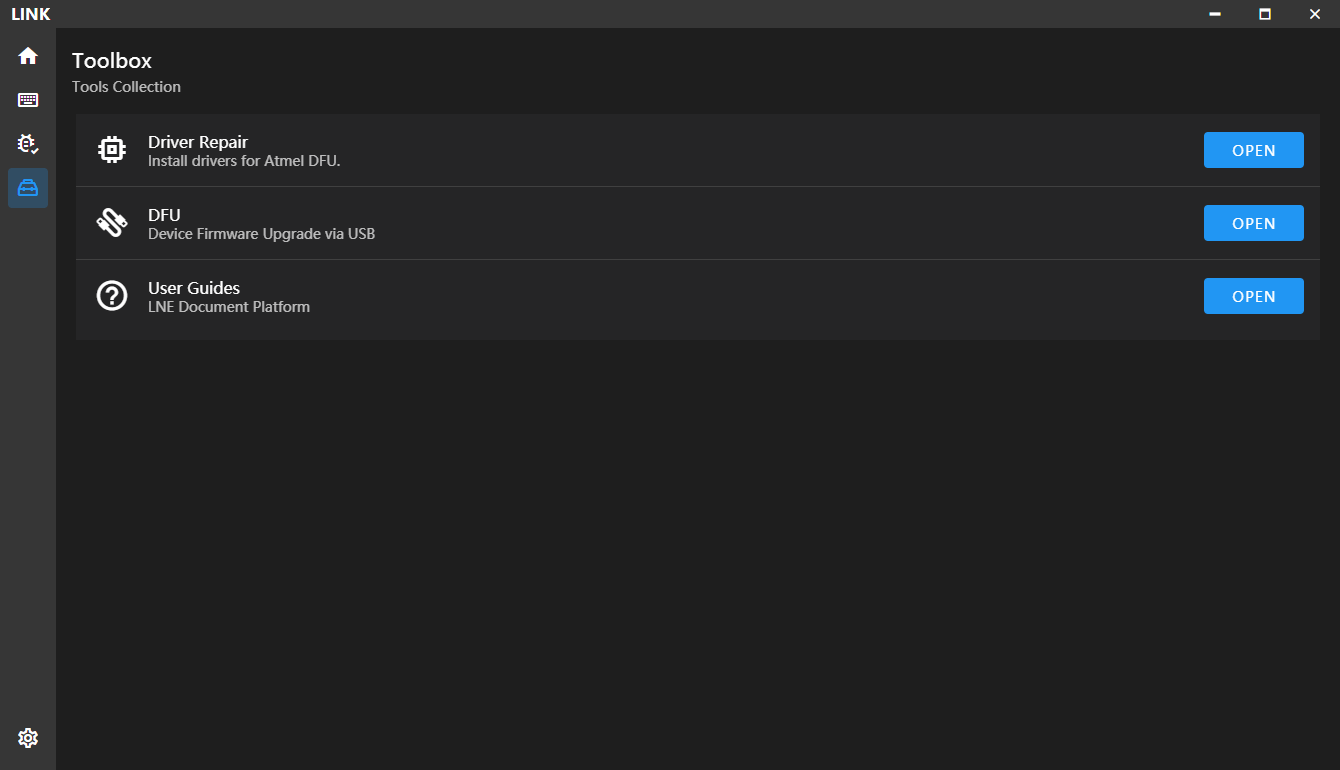 LINK
Toolbox
Tools Collection
Driver Repair
Install drivers for Atmel DFU.
OPEN
DFU
Device Firmware Upgrade via USB
OPEN
User Guides
LNE Document Platform
OPEN